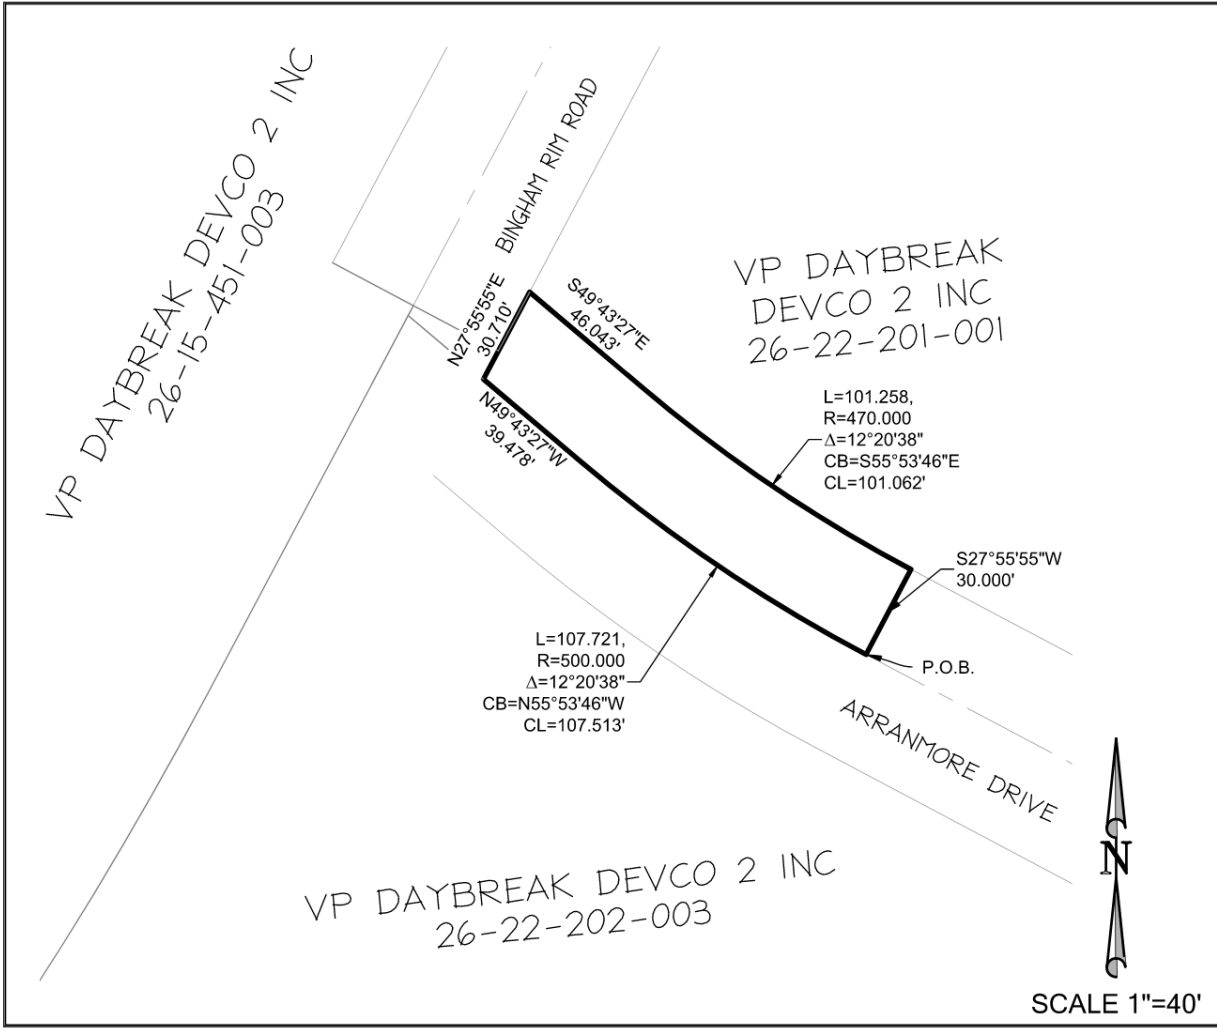 VP DAYBREAK DEVCO 2 INC
26-15-451-003
BINGHAM RIM ROAD
N27°55'55"E
30.710'
S49°43'27"E
46.043'
VP DAYBREAK
DEVCO 2 INC
26-22-201-001
N49°43'27"W
39.478'
L=101.258,
R=470.000
Δ=12°20'38"
CB=S55°53'46"E
CL=101.062'
S27°55'55"W
30.000'
L=107.721,
R=500.000
Δ=12°20'38"
CB=N55°53'46"W
CL=107.513'
P.O.B.
ARRANMORE DRIVE
VP DAYBREAK DEVCO 2 INC
26-22-202-003
N
SCALE 1"=40'